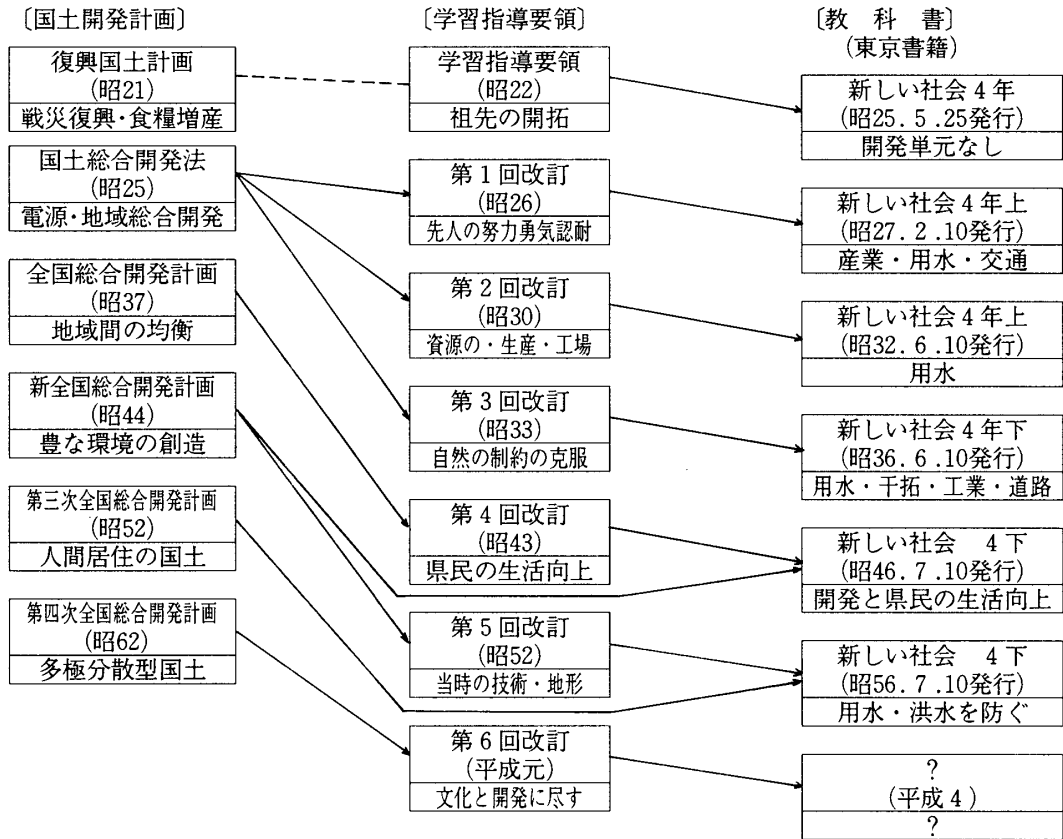 〔国土開発計画〕
復興国土計画
(昭21)
戦災復興・食糧増産
国土総合開発法
(昭25)
電源・地域総合開発
全国総合開発計画
(昭37)
地域間の均衡
新全国総合開発計画
(昭44)
豊な環境の創造
第三次全国総合開発計画
(昭52)
人間居住の国土
第四次全国総合開発計画
(昭62)
多極分散型国土
〔学習指導要領〕
学習指導要領
(昭22)
祖先の開拓
第1回改訂
(昭26)
先人の努力勇気認耐
第2回改訂
(昭30)
資源の・生産・工場
第3回改訂
(昭33)
自然の制約の克服
第4回改訂
(昭43)
県民の生活向上
第5回改訂
(昭52)
当時の技術・地形
第6回改訂
(平成元)
文化と開発に尽す
〔教 科 書〕
(東京書籍)
新しい社会4年
(昭25.5.25発行)
開発単元なし
新しい社会4年上
(昭27.2.10発行)
産業・用水・交通
新しい社会4年上
(昭32.6.10発行)
用水
新しい社会4年下
(昭36.6.10発行)
用水・干拓・工業・道路
新しい社会 4下
(昭46.7.10発行)
開発と県民の生活向上
新しい社会 4下
(昭56.7.10発行)
用水・洪水を防ぐ
?
(平成4)
?